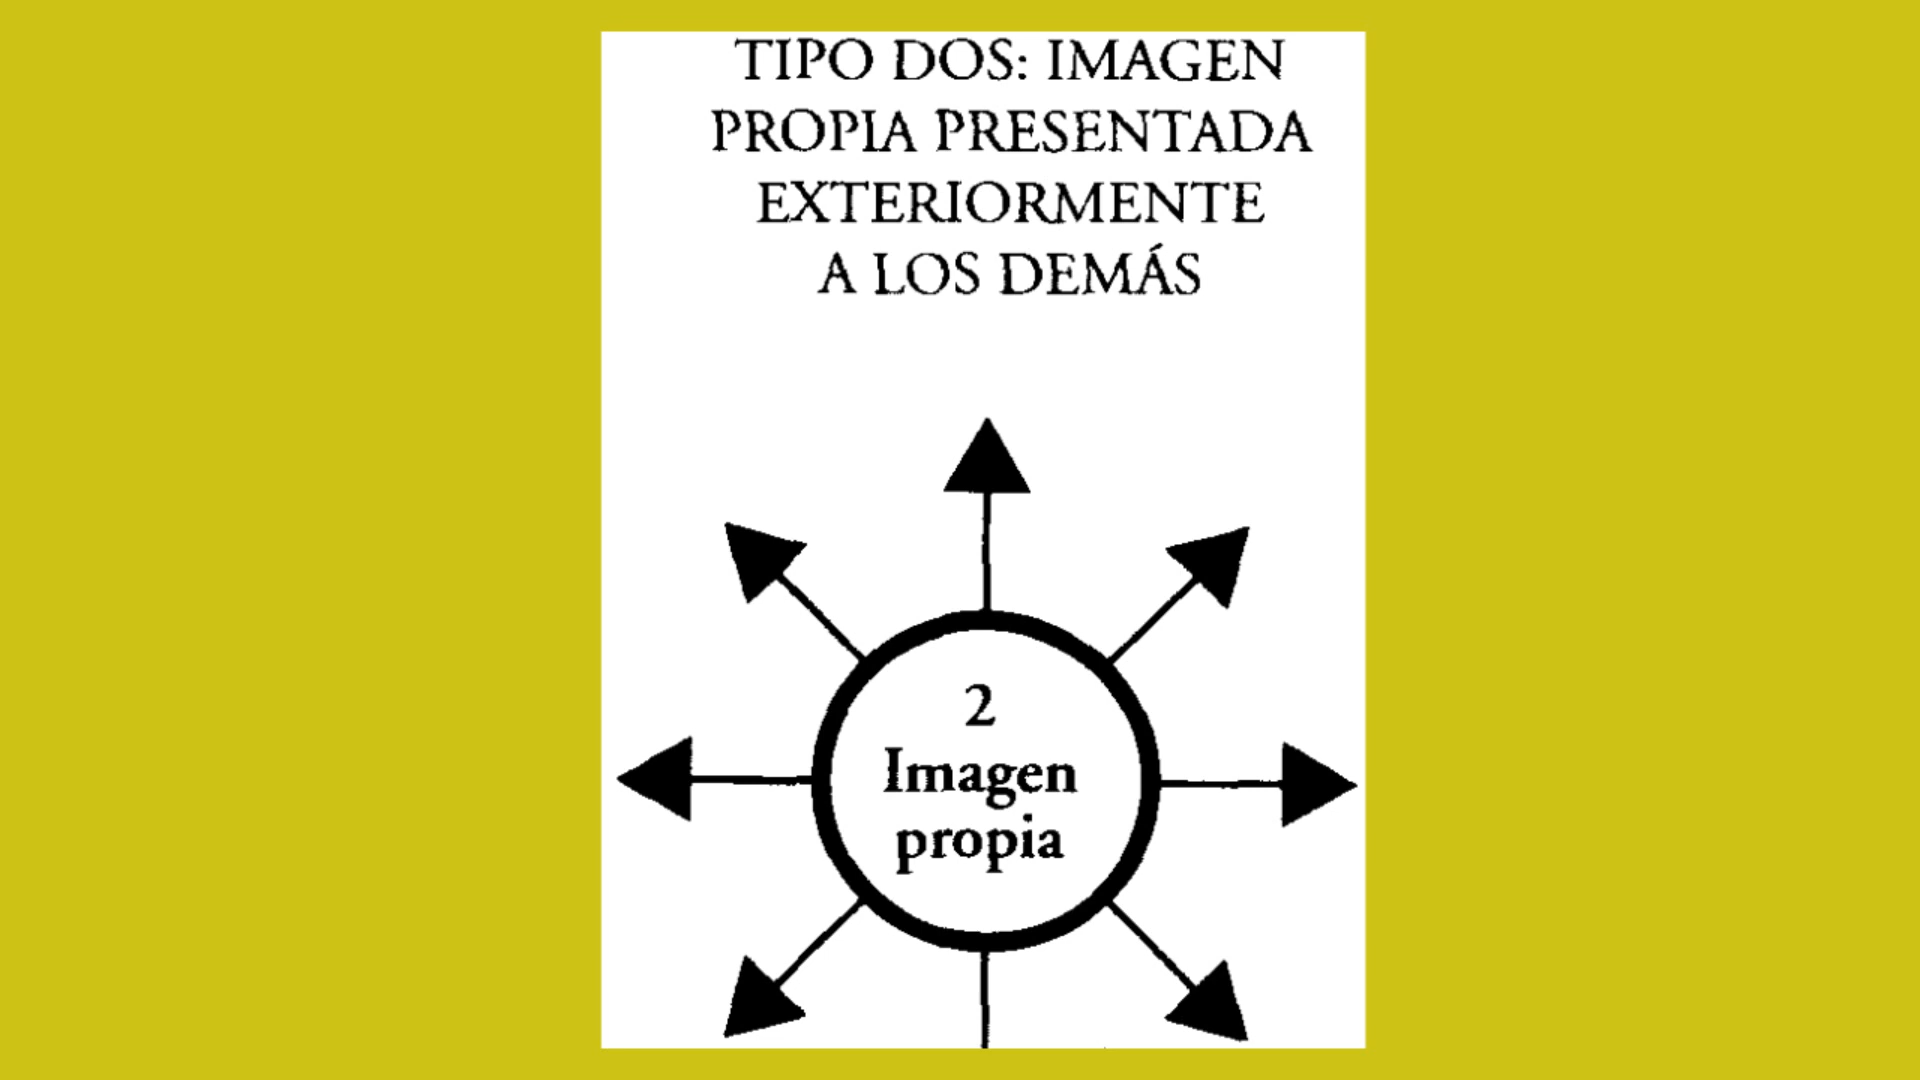 TIPO DOS: IMAGEN
PROPIA PRESENTADA
EXTERIORMENTE
A LOS DEMÁS
2
Imagen
propia